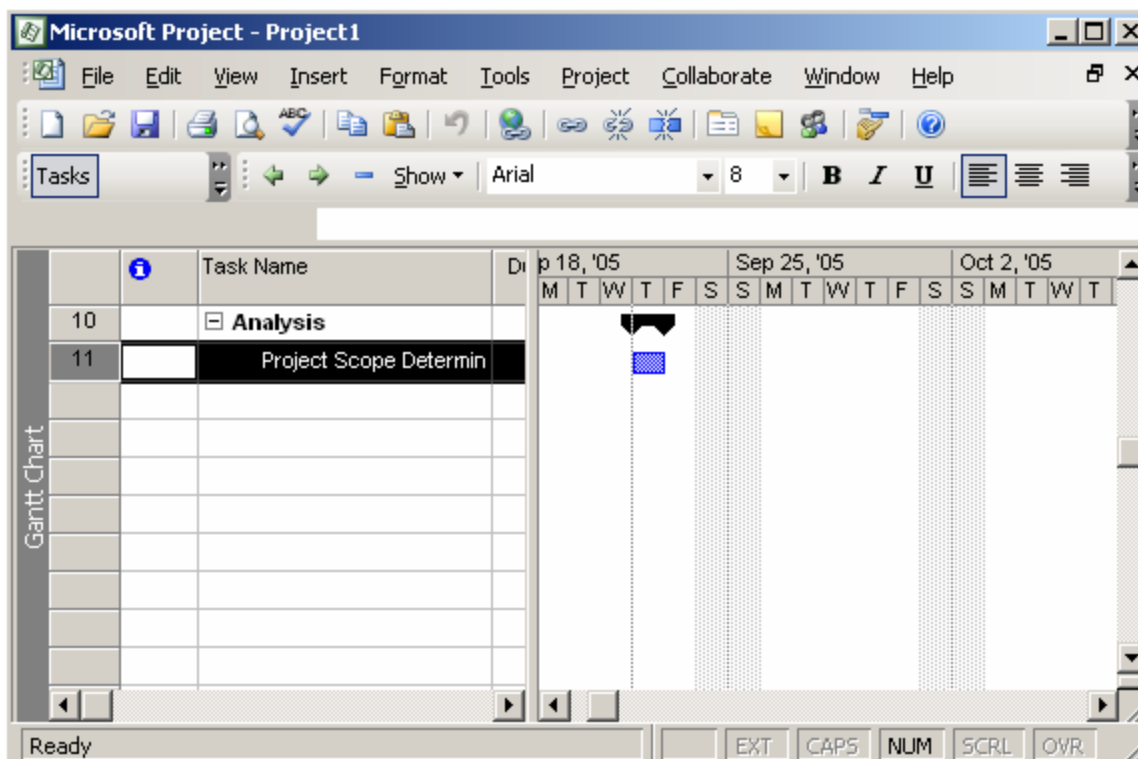 Microsoft Project - Project1
File Edit View Insert Format Tools Project Collaborate Window Help
ABC
Tasks Show Arial 8 B I U
Task Name Du p 18, '05 Sep 25, '05 Oct 2, '05
M T W T F S S M T W T F S S M T W T
10 Analysis
11 Project Scope Determin
Gantt Chart
Ready EXT CAPS NUM SCRL OVR